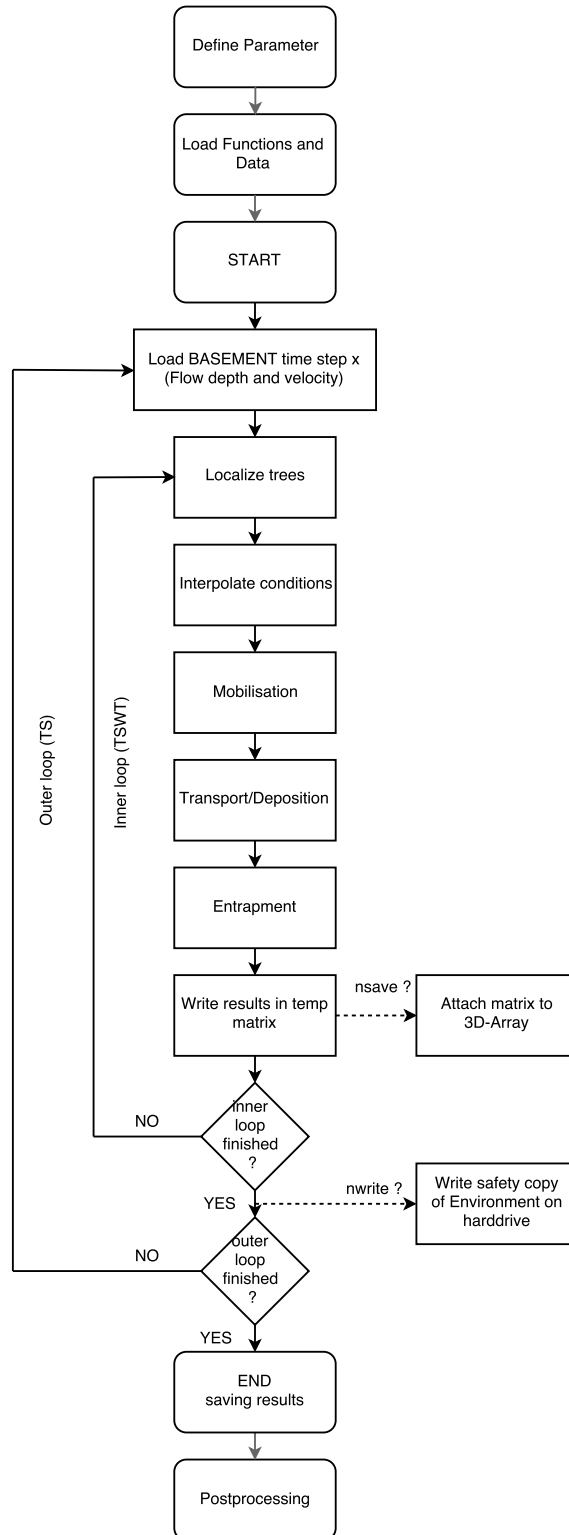 Define Parameter
Load Functions and
Data
START
Load BASEMENT time step x
(Flow depth and velocity)
Localize trees
Interpolate conditions
Mobilisation
Outer loop (TS)
Inner loop (TSWT)
Transport/Deposition
Entrapment
Write results in temp
matrix
nsave ?
Attach matrix to
3D-Array
inner
loop
finished
?
NO
YES
nwrite ?
Write safety copy
of Environment on
harddrive
outer
loop
finished
?
NO
YES
END
saving results
Postprocessing